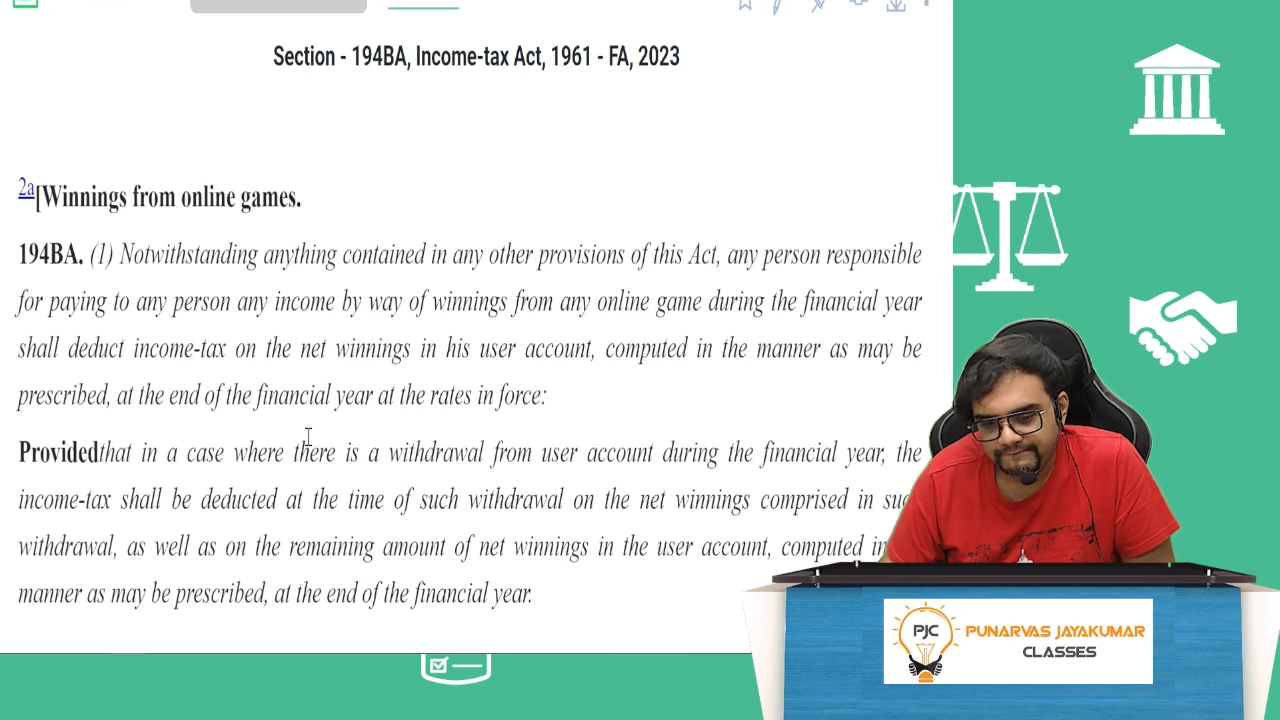 Section - 194BA, Income-tax Act, 1961 - FA, 2023
2a[Winnings from online games.
194BA. (1) Notwithstanding anything contained in any other provisions of this Act, any person responsible
for paying to any person any income by way of winnings from any online game during the financial year
shall deduct income-tax on the net winnings in his user account, computed in the manner as may be
prescribed, at the end of the financial year at the rates in force:
Providedthat in a case where there is a withdrawal from user account during the financial year, the
income-tax shall be deducted at the time of such withdrawal on the net winnings comprised in
withdrawal, as well as on the remaining amount of net winnings in the user account, computed
manner as may be prescribed, at the end of the financial year.
PJC PUNARVAS JAYAKUMAR
CLASSES